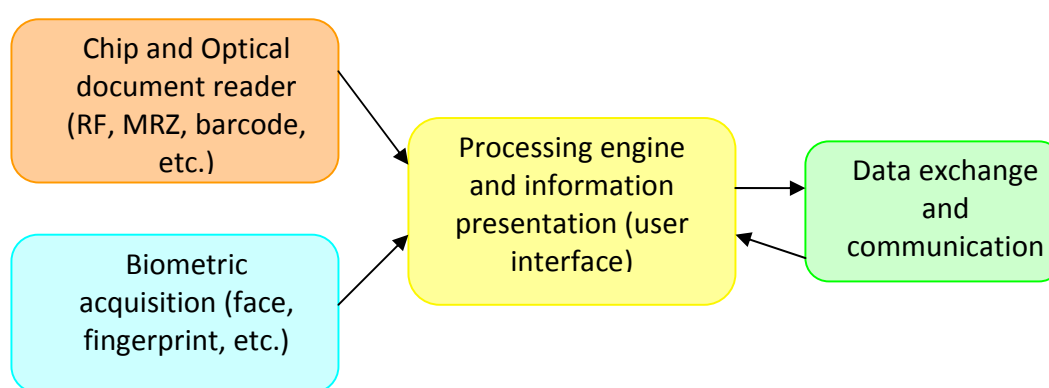 Chip and Optical
document reader
(RF, MRZ, barcode,
etc.)
Biometric
acquisition (face,
fingerprint, etc.)
Processing engine
and information
presentation (user
interface)
Data exchange
and
communication